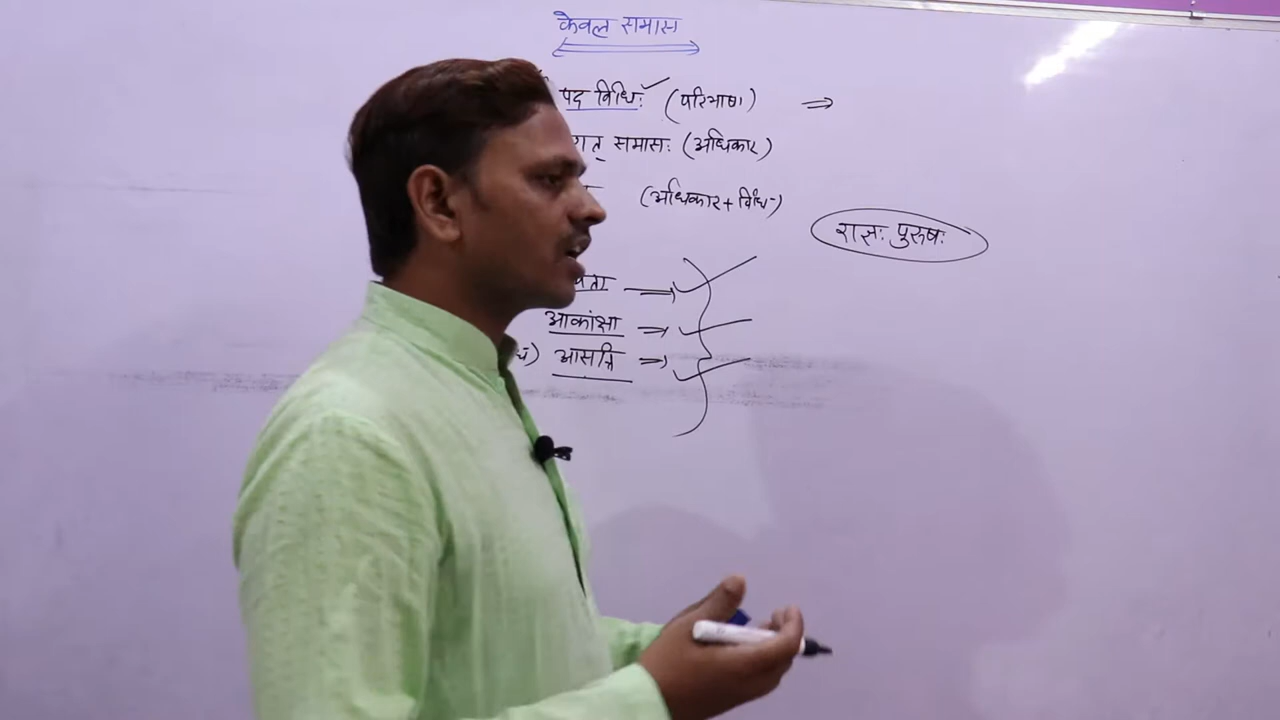 केवल समास
पद विधिः (परिभाषा) ⇒
समासः (अधिकार)
(अधिकार + विधि)
राज्ञः पुरुषः
→
आकांक्षा ⇒
आसत्ति ⇒